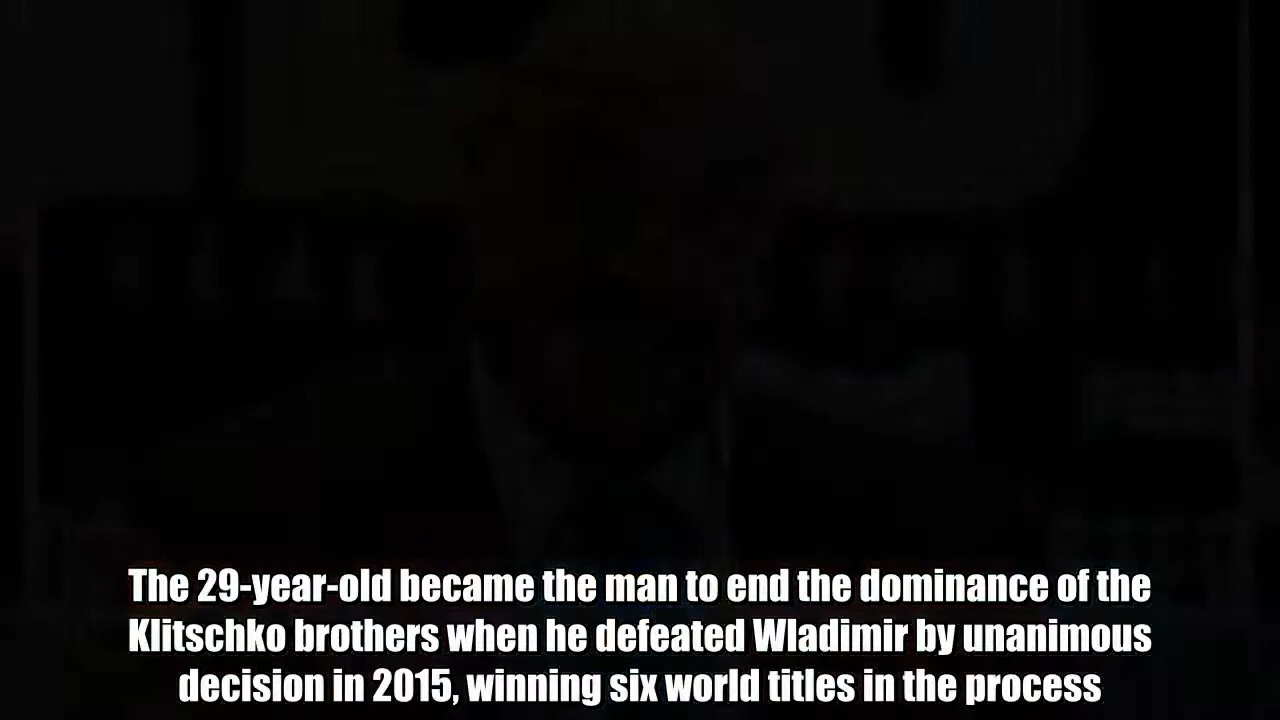 The 29-year-old became the man to end the dominance of the
Klitschko brothers when he defeated Wladimir by unanimous
decision in 2015, winning six world titles in the process